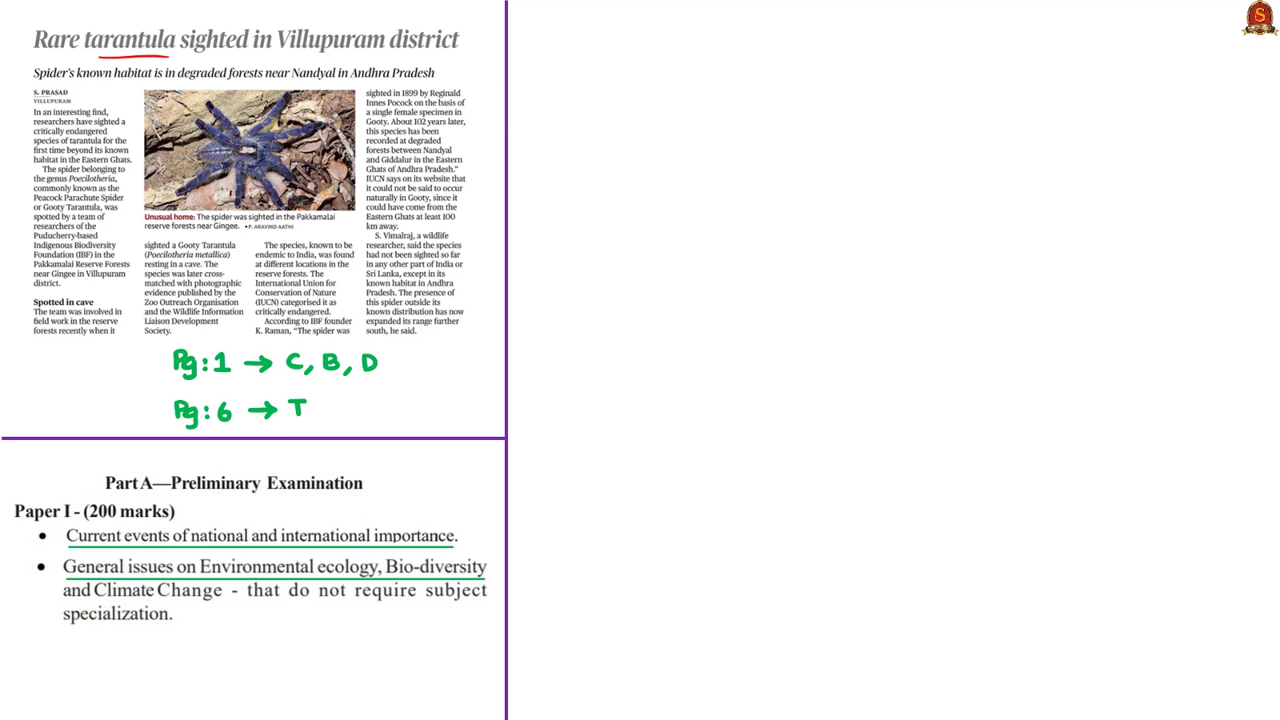 Rare tarantula sighted in Villupuram district
Spider's known habitat is in degraded forests near Nandyal in Andhra Pradesh
S. PRASAD
VILLUPURAM
In an interesting find,
researchers have sighted a
critically endangered
species of tarantula for the
first time beyond its known
habitat in the Eastern Ghats.
The spider belonging to
the genus Poecilotheria,
commonly known as the
Peacock Parachute Spider
or Gooty Tarantula, was
spotted by a team of
researchers of the
Puducherry-based
Indigenous Biodiversity
Foundation (IBF) in the
Pakkamalai Reserve Forests
near Gingee in Villupuram
district.
Spotted in cave
The team was involved in
field work in the reserve
forests recently when it
Unusual home: The spider was sighted in the Pakkamalai
reserve forests near Gingee. •P. ARAVIND AATHI
sighted a Gooty Tarantula
(Poecilotheria metallica)
resting in a cave. The
species was later cross-
matched with photographic
evidence published by the
Zoo Outreach Organisation
and the Wildlife Information
Liaison Development
Society.
The species, known to be
endemic to India, was found
at different locations in the
reserve forests. The
International Union for
Conservation of Nature
(IUCN) categorised it as
critically endangered.
According to IBF founder
K. Raman, "The spider was
sighted in 1899 by Reginald
Innes Pocock on the basis of
a single female specimen in
Gooty. About 102 years later,
this species has been
recorded at degraded
forests between Nandyal
and Giddalur in the Eastern
Ghats of Andhra Pradesh."
IUCN says on its website that
it could not be said to occur
naturally in Gooty, since it
could have come from the
Eastern Ghats at least 100
km away.
S. Vimalraj, a wildlife
researcher, said the species
had not been sighted so far
in any other part of India or
Sri Lanka, except in its
known habitat in Andhra
Pradesh. The presence of
this spider outside its
known distribution has now
expanded its range further
south, he said.
Pg: 1 → C, B, D
Pg: 6 → T
Part A—Preliminary Examination
Paper I - (200 marks)
• Current events of national and international importance.
• General issues on Environmental ecology, Bio-diversity
and Climate Change - that do not require subject
specialization.
S